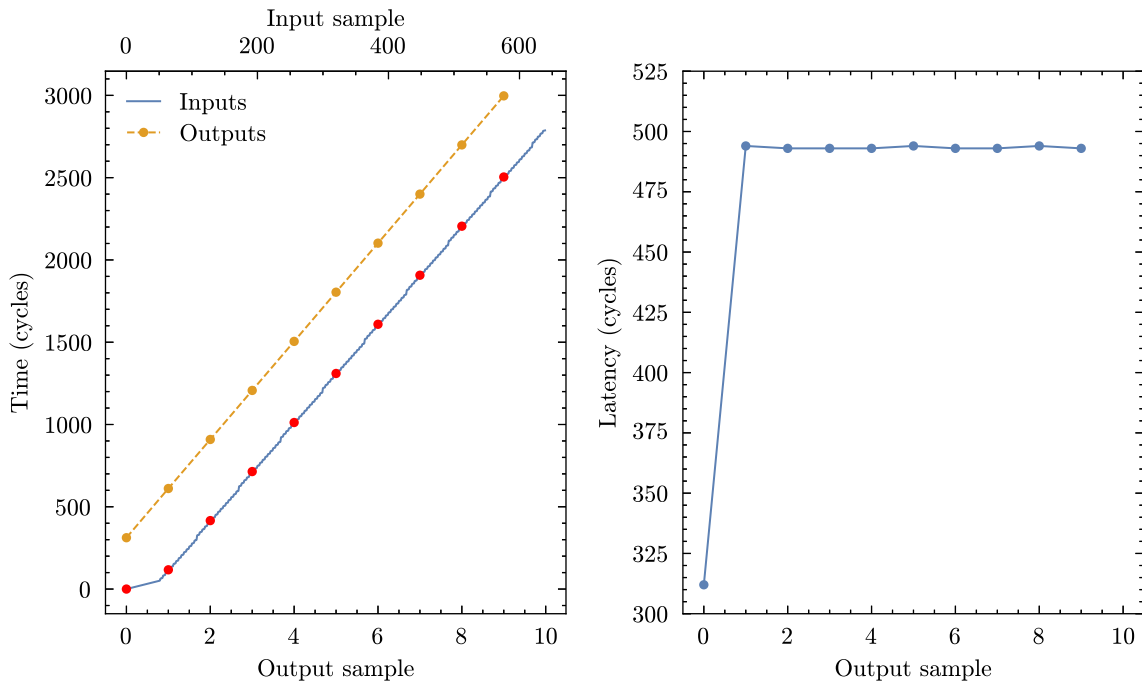 Input sample
0 200 400 600
3000
2500
2000
1500
1000
500
0
Time (cycles)
Inputs
Outputs
0 2 4 6 8 10
Output sample
525
500
475
450
425
400
375
350
325
300
Latency (cycles)
0 2 4 6 8 10
Output sample